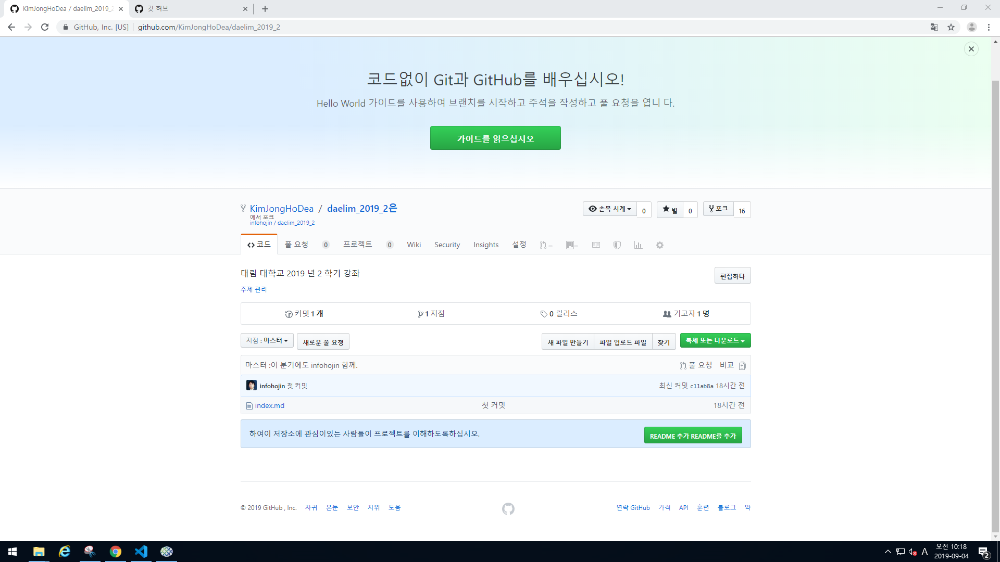 KimJongHoDea / daelim_2019_2
깃 허브
GitHub, Inc. [US]
github.com/KimJongHoDea/daelim_2019_2
코드없이 Git과 GitHub를 배우십시오!
Hello World 가이드를 사용하여 브랜치를 시작하고 주석을 작성하고 풀 요청을 엽니 다.
가이드를 읽으십시오
KimJongHoDea / daelim_2019_2은
에서 포크
infohojin / daelim_2019_2
손목 시계 0
별 0
포크 16
코드 풀 요청 0 프로젝트 0 Wiki Security Insights 설정
대림 대학교 2019 년 2 학기 강좌
편집하다
주제 관리
커밋 1 개 1 지점 0 릴리스 기고자 1 명
지점 : 마스터 새로운 풀 요청 새 파일 만들기 파일 업로드 파일 찾기 복제 또는 다운로드
마스터 :이 분기에도 infohojin 함께. 풀 요청 비교
infohojin 첫 커밋 최신 커밋 c11ab8a 18시간 전
index.md 첫 커밋 18시간 전
하여이 저장소에 관심이있는 사람들이 프로젝트를 이해하도록하십시오.
README 추가 README를 추가
© 2019 GitHub , Inc. 자귀 은둔 보안 지위 도움 연락 GitHub 가격 API 훈련 블로그 약
A
오전 10:18
2019-09-04
2